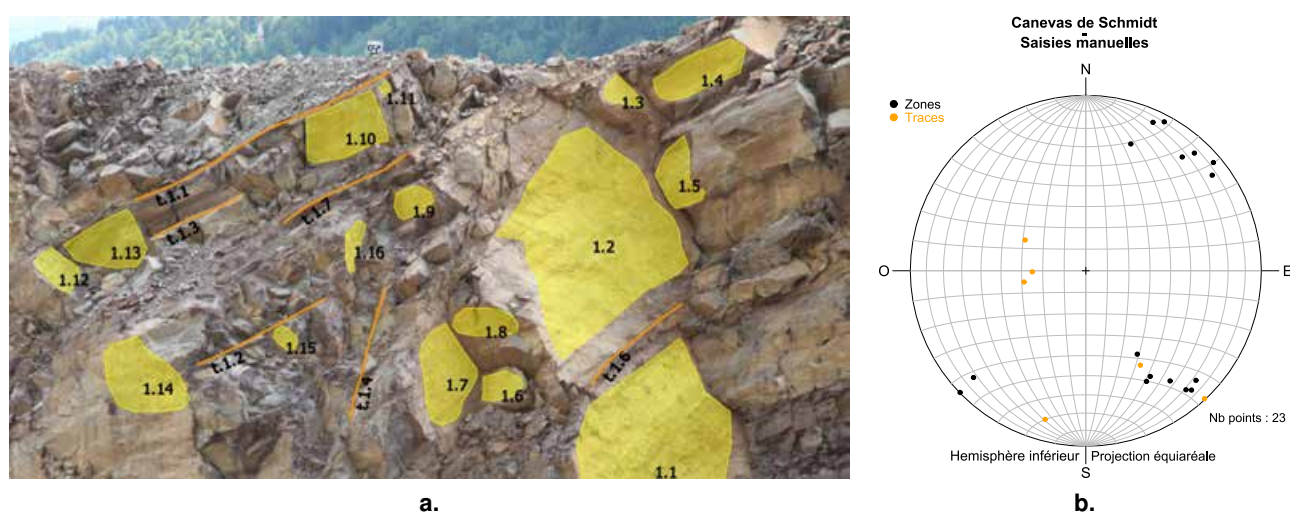 1.4
1.3
1.11
1.10
1.5
t.1.1
t.1.7
1.9
t.1.3
1.13
1.2
1.16
1.12
1.8
t.1.2
1.15
t.1.4
t.1.6
1.7
1.6
1.14
1.1
a.
Canevas de Schmidt
-
Saisies manuelles
N
Zones
Traces
O
E
Nb points : 23
Hemisphère inférieur
Projection équiaréale
S
b.